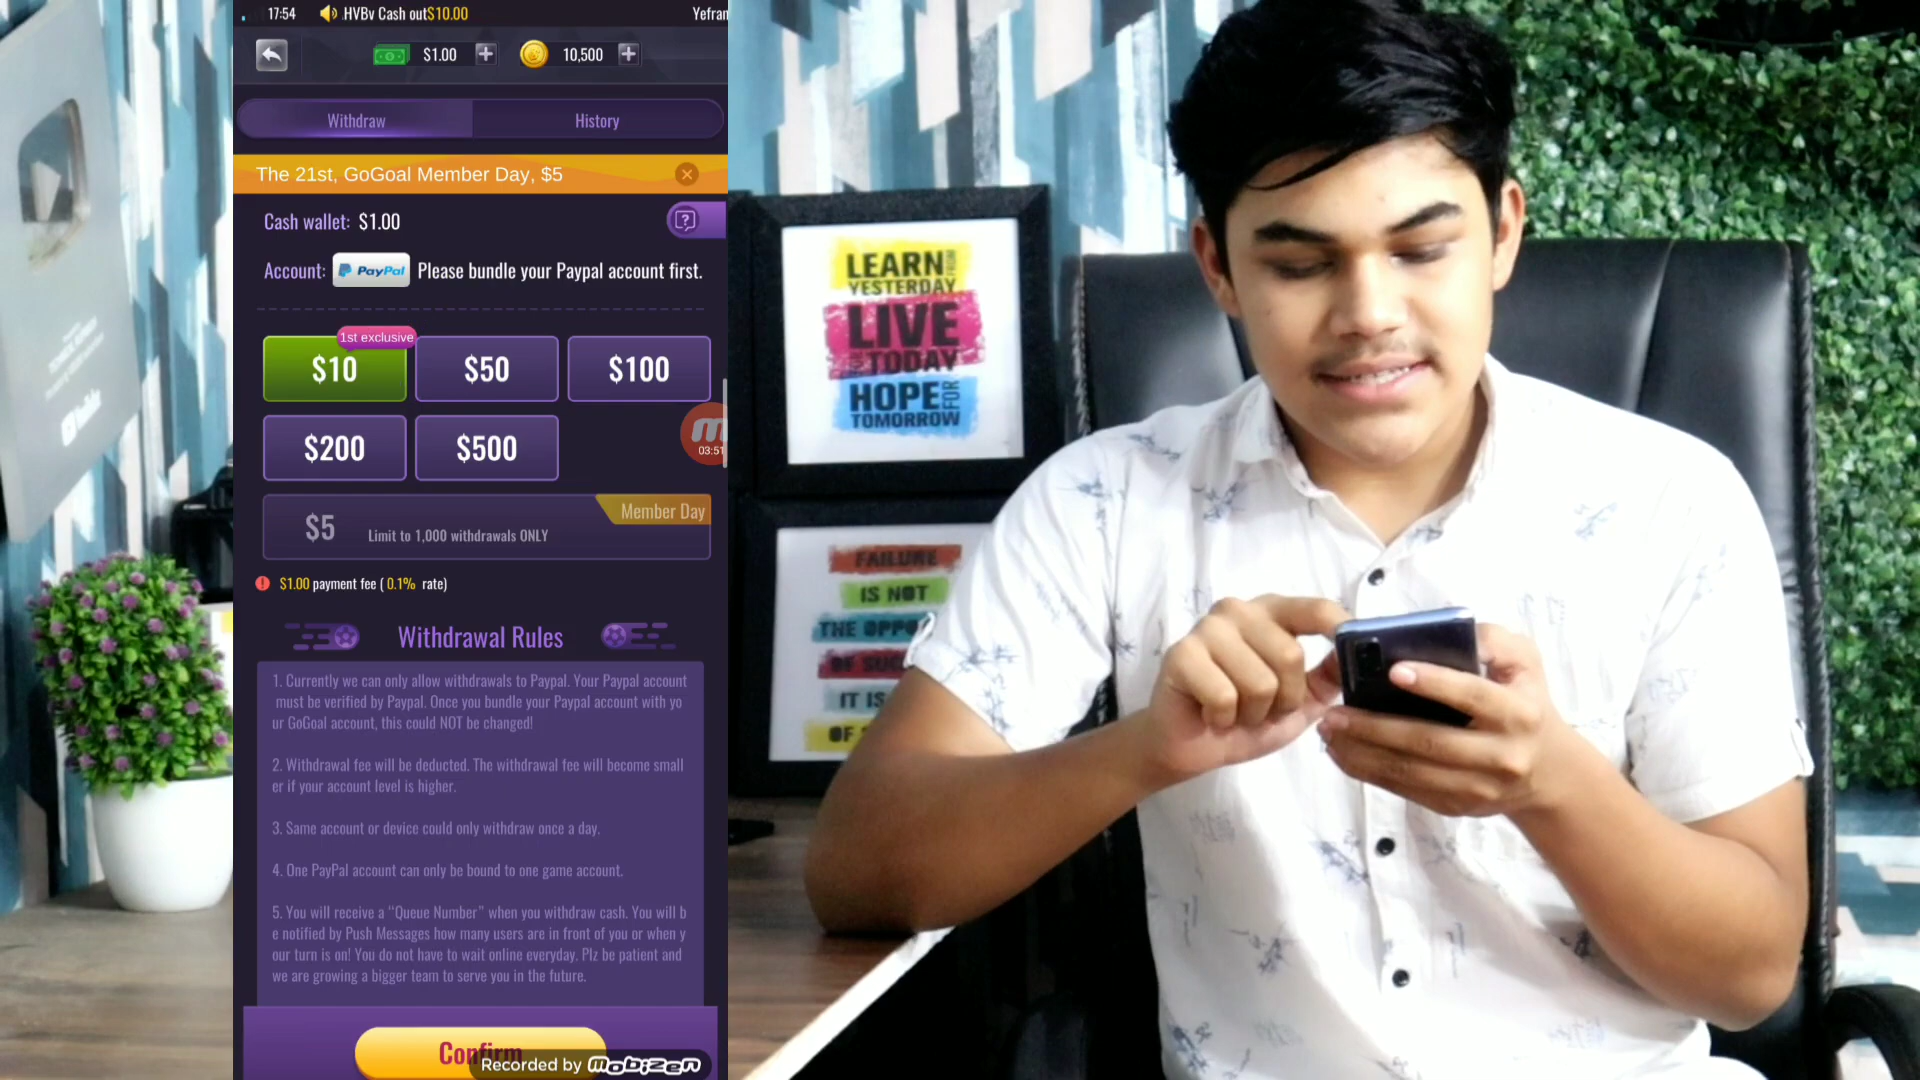 17:54
.HVBv Cash out$10.00
Yefran
$1.00
10,500
Withdraw
History
The 21st, GoGoal Member Day, $5
Cash wallet: $1.00
Account: PayPal Please bundle your Paypal account first.
1st exclusive
$10
$50
$100
$200
$500
03:51
Member Day
$5
Limit to 1,000 withdrawals ONLY
$1.00 payment fee ( 0.1% rate)
Withdrawal Rules
1. Currently we can only allow withdrawals to Paypal. Your Paypal account
must be verified by Paypal. Once you bundle your Paypal account with yo
ur GoGoal account, this could NOT be changed!
2. Withdrawal fee will be deducted. The withdrawal fee will become small
er if your account level is higher.
3. Same account or device could only withdraw once a day.
4. One PayPal account can only be bound to one game account.
5. You will receive a “Queue Number” when you withdraw cash. You will b
e notified by Push Messages how many users are in front of you or when y
our turn is on! You do not have to wait online everyday. Plz be patient and
we are growing a bigger team to serve you in the future.
Confirm
Recorded by mobizen
LEARN FROM
YESTERDAY
LIVE
TODAY
HOPE FOR
TOMORROW
FAILURE
IS NOT
THE OPPO
OF SUC
IT IS
OF
YouTube